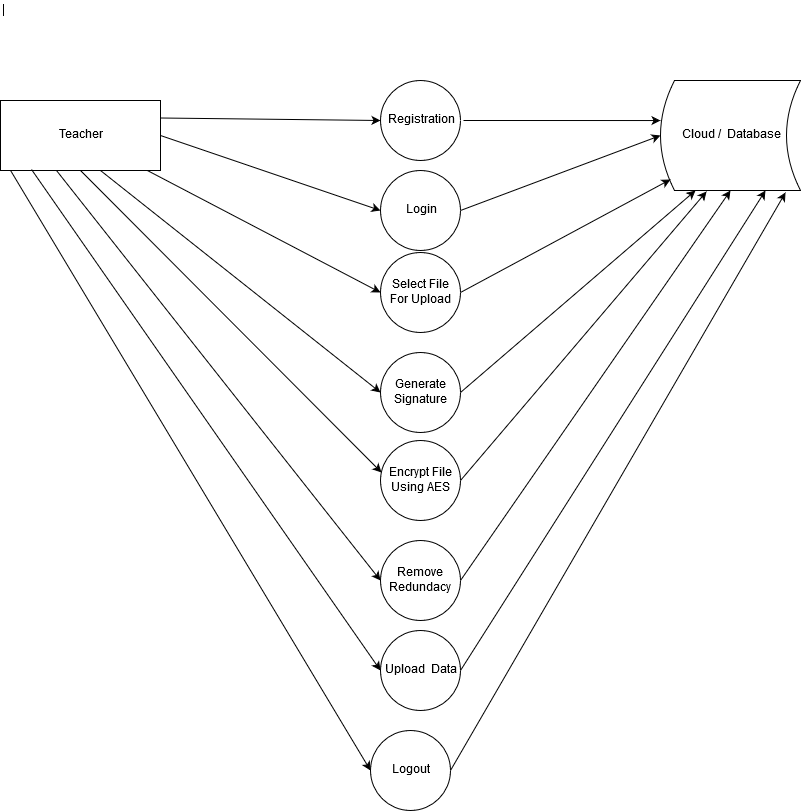 Registration
Teacher
Cloud / Database
Login
Select File
For Upload
Generate
Signature
Encrypt File
Using AES
Remove
Redundacy
Upload Data
Logout